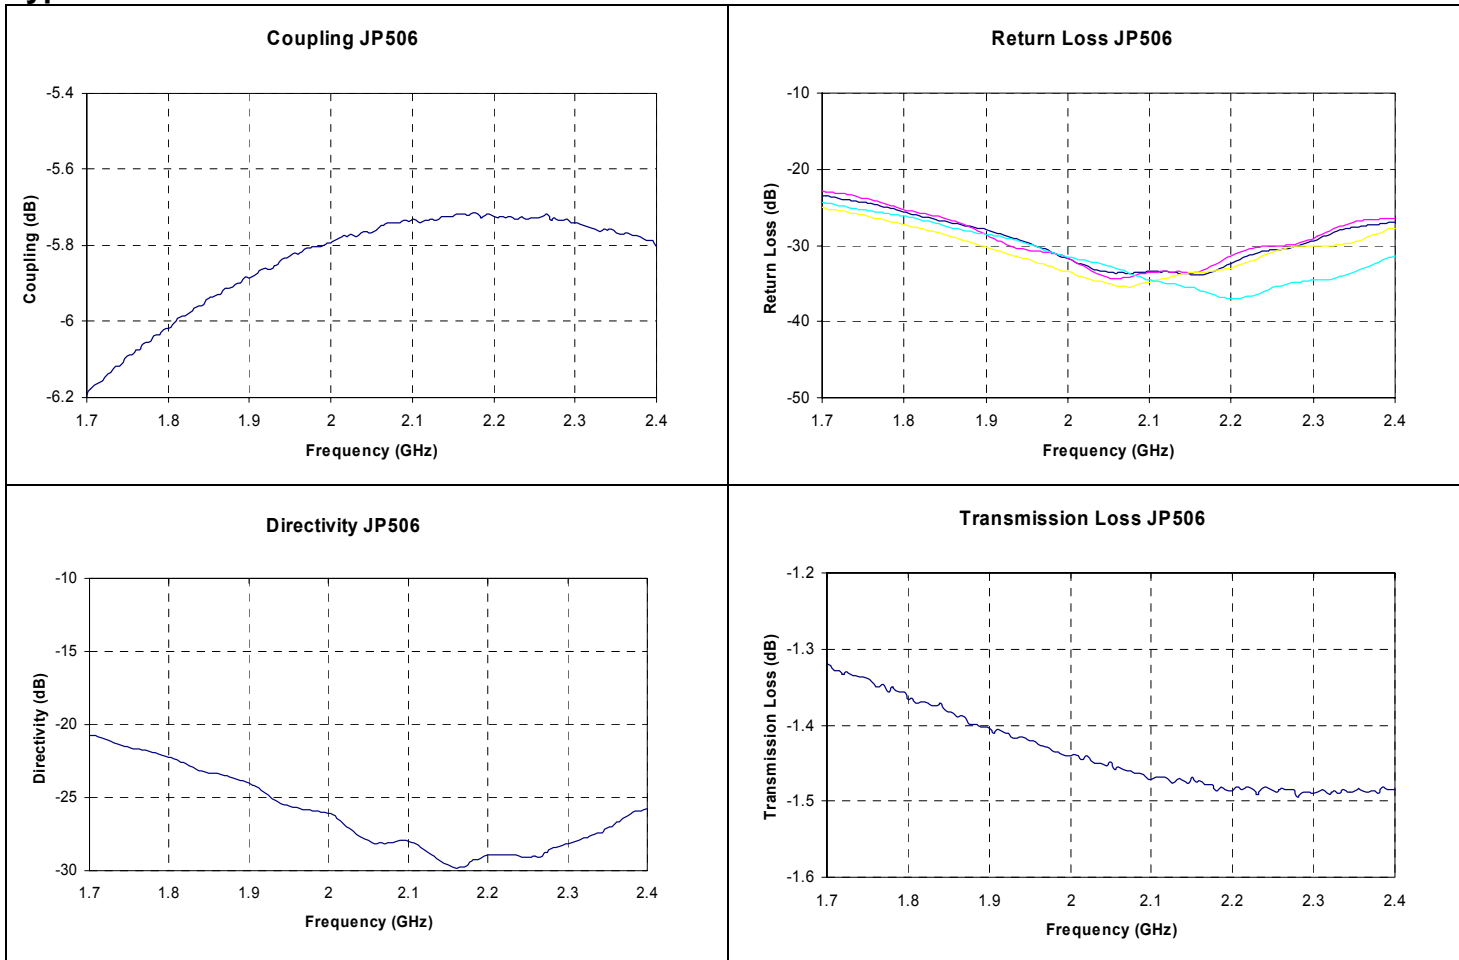 Coupling JP506
-5.4
-5.6
-5.8
-6
-6.2
Coupling (dB)
1.7 1.8 1.9 2 2.1 2.2 2.3 2.4
Frequency (GHz)
Return Loss JP506
-10
-20
-30
-40
-50
Return Loss (dB)
1.7 1.8 1.9 2 2.1 2.2 2.3 2.4
Frequency (GHz)
Directivity JP506
-10
-15
-20
-25
-30
Directivity (dB)
1.7 1.8 1.9 2 2.1 2.2 2.3 2.4
Frequency (GHz)
Transmission Loss JP506
-1.2
-1.3
-1.4
-1.5
-1.6
Transmission Loss (dB)
1.7 1.8 1.9 2 2.1 2.2 2.3 2.4
Frequency (GHz)